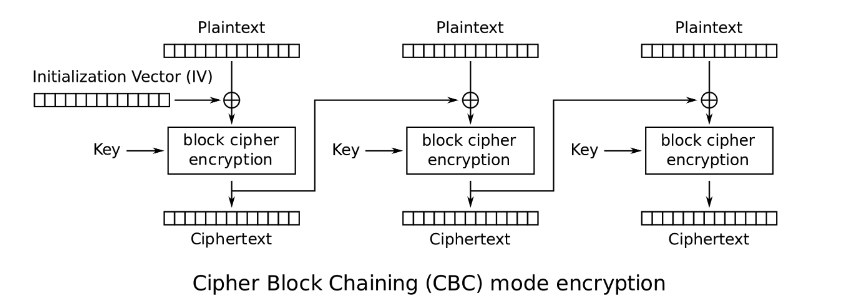 Plaintext
Plaintext
Plaintext
Initialization Vector (IV)
Key
block cipher
encryption
Key
block cipher
encryption
Key
block cipher
encryption
Ciphertext
Ciphertext
Ciphertext
Cipher Block Chaining (CBC) mode encryption